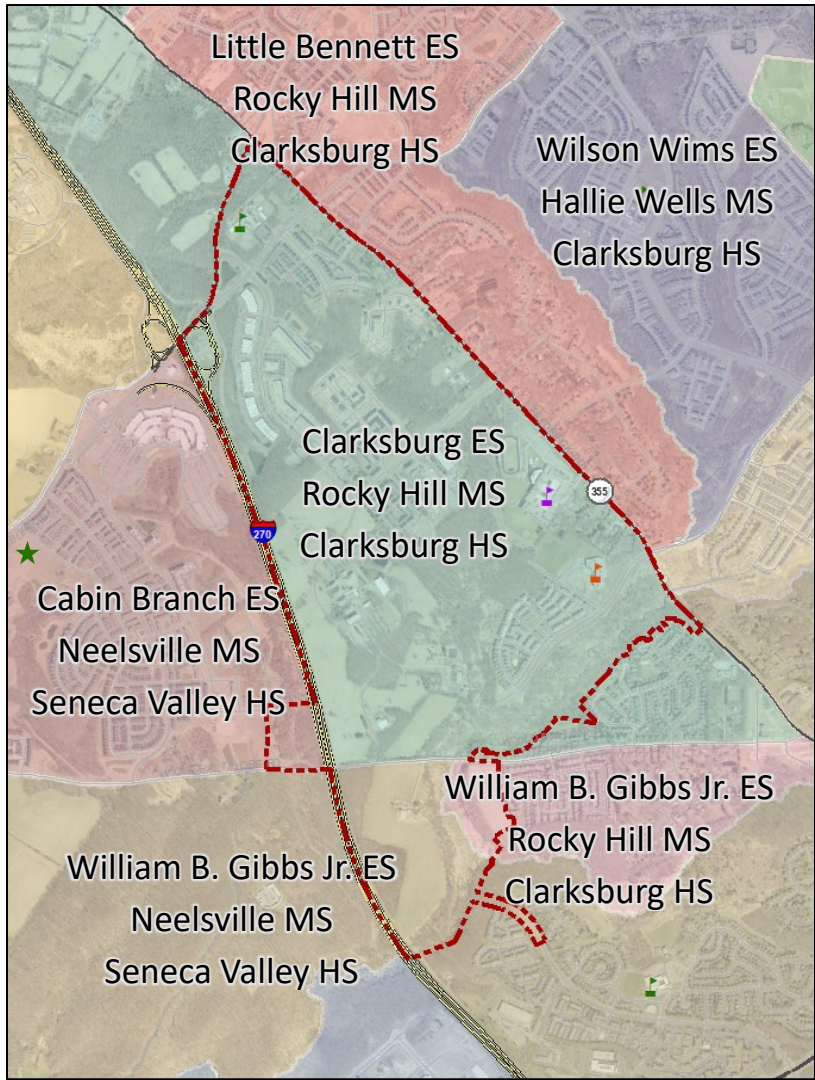 Little Bennett ES
Rocky Hill MS
Clarksburg HS
Wilson Wims ES
Hallie Wells MS
Clarksburg HS
Clarksburg ES
Rocky Hill MS
Clarksburg HS
355
270
Cabin Branch ES
Neelsville MS
Seneca Valley HS
William B. Gibbs Jr. ES
Rocky Hill MS
Clarksburg HS
William B. Gibbs Jr. ES
Neelsville MS
Seneca Valley HS